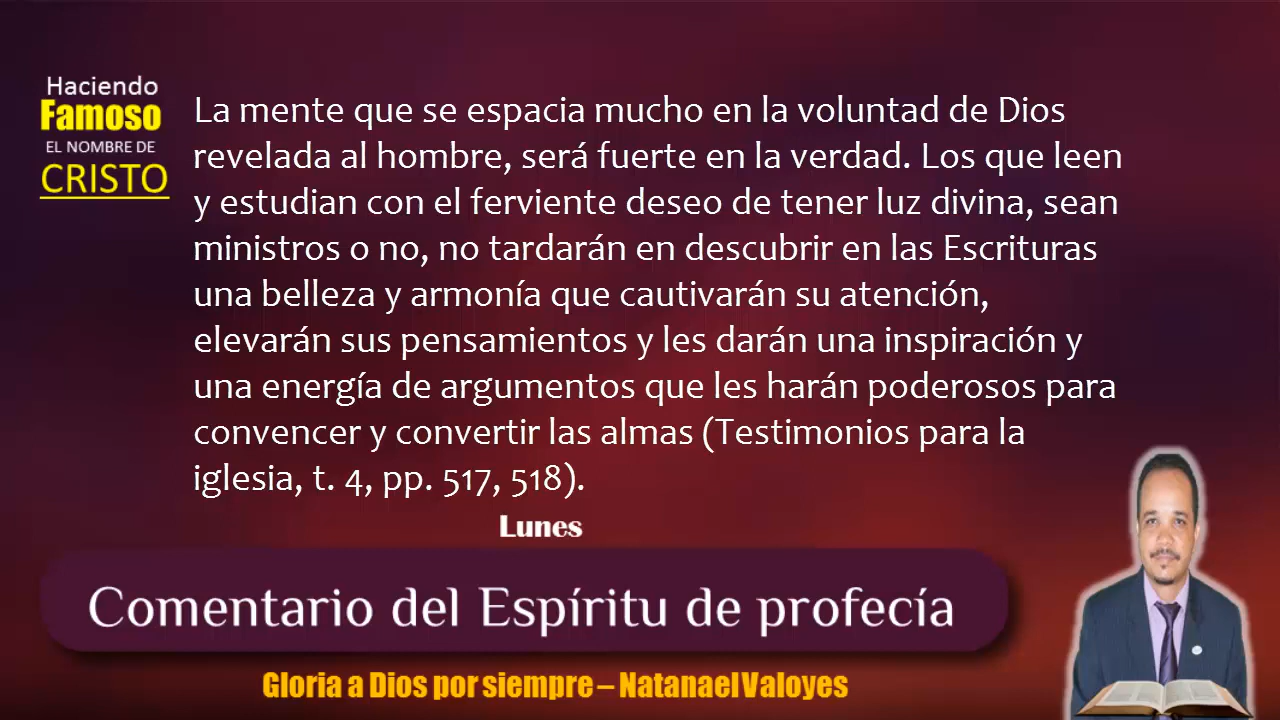 Haciendo
Famoso
EL NOMBRE DE
CRISTO
La mente que se espacia mucho en la voluntad de Dios
revelada al hombre, será fuerte en la verdad. Los que leen
y estudian con el ferviente deseo de tener luz divina, sean
ministros o no, no tardarán en descubrir en las Escrituras
una belleza y armonía que cautivarán su atención,
elevarán sus pensamientos y les darán una inspiración y
una energía de argumentos que les harán poderosos para
convencer y convertir las almas (Testimonios para la
iglesia, t. 4, pp. 517, 518).
Lunes
Comentario del Espíritu de profecía
Gloria a Dios por siempre – Natanael Valoyes